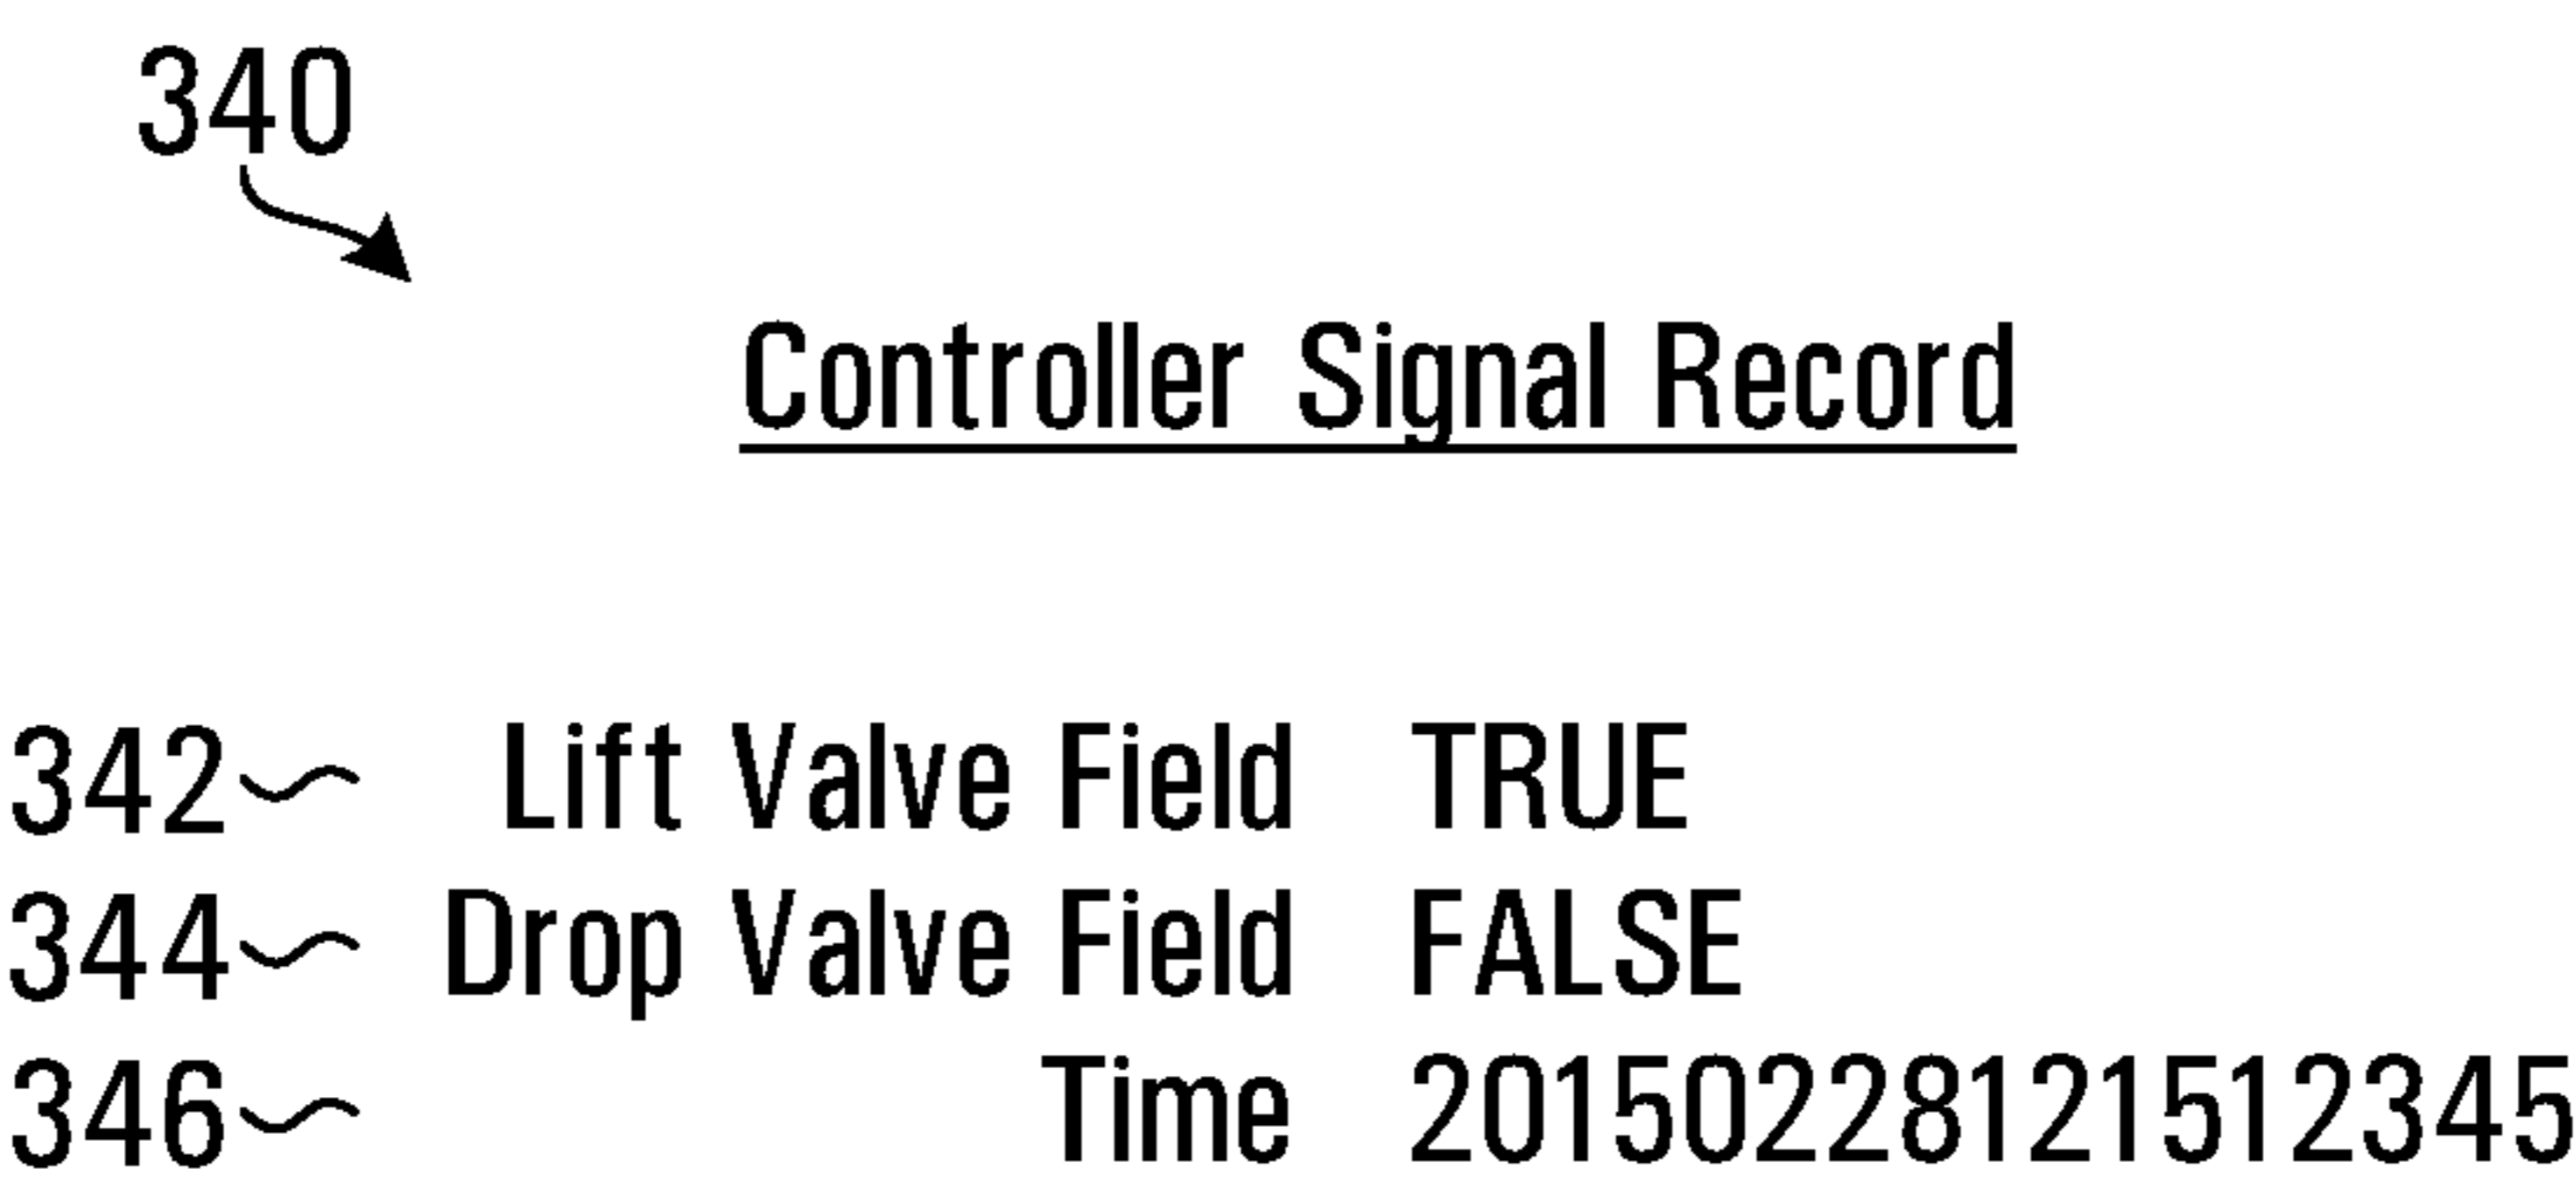 340
Controller Signal Record
342 Lift Valve Field TRUE
344 Drop Valve Field FALSE
346 Time 20150228121512345